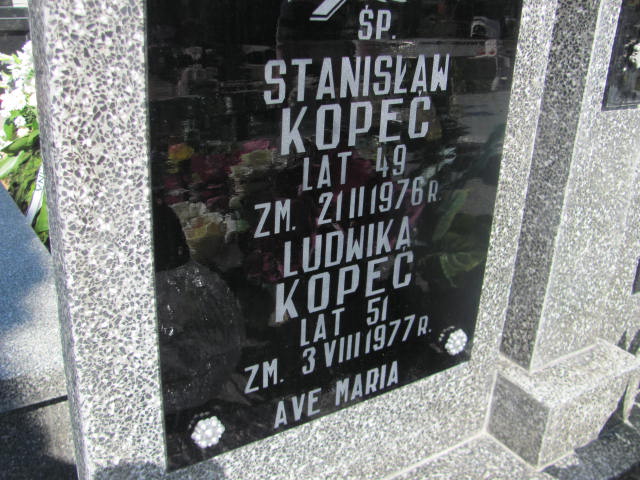 ŚP.
STANISŁAW
KOPEĆ
LAT 49
ZM. 21 II 1976 R.
LUDWIKA
KOPEĆ
LAT 51
ZM. 3 VIII 1977 R.
AVE MARIA